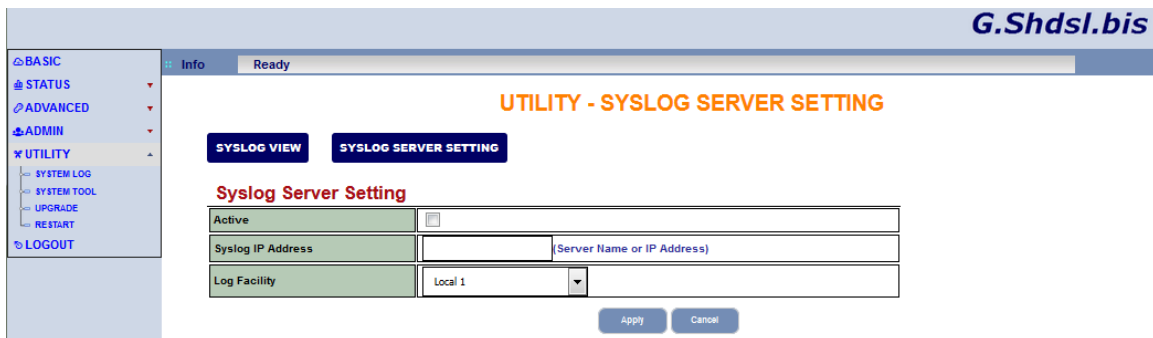 G.Shdsl.bis
BASIC
STATUS
ADVANCED
ADMIN
UTILITY
SYSTEM LOG
SYSTEM TOOL
UPGRADE
RESTART
LOGOUT
Info Ready
UTILITY - SYSLOG SERVER SETTING
SYSLOG VIEW SYSLOG SERVER SETTING
Syslog Server Setting
Active
Syslog IP Address (Server Name or IP Address)
Log Facility Local 1
Apply Cancel